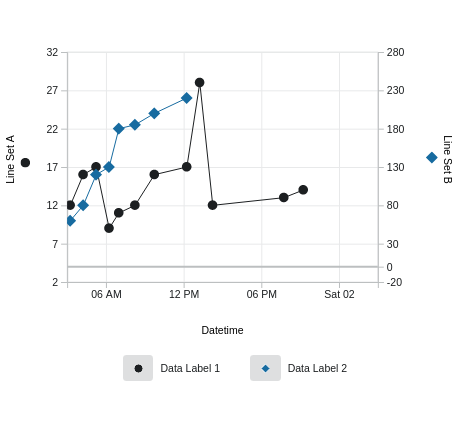 32
27
22
17
12
7
2
Line Set A
280
230
180
130
80
30
0
-20
Line Set B
06 AM
12 PM
06 PM
Sat 02
Datetime
Data Label 1
Data Label 2